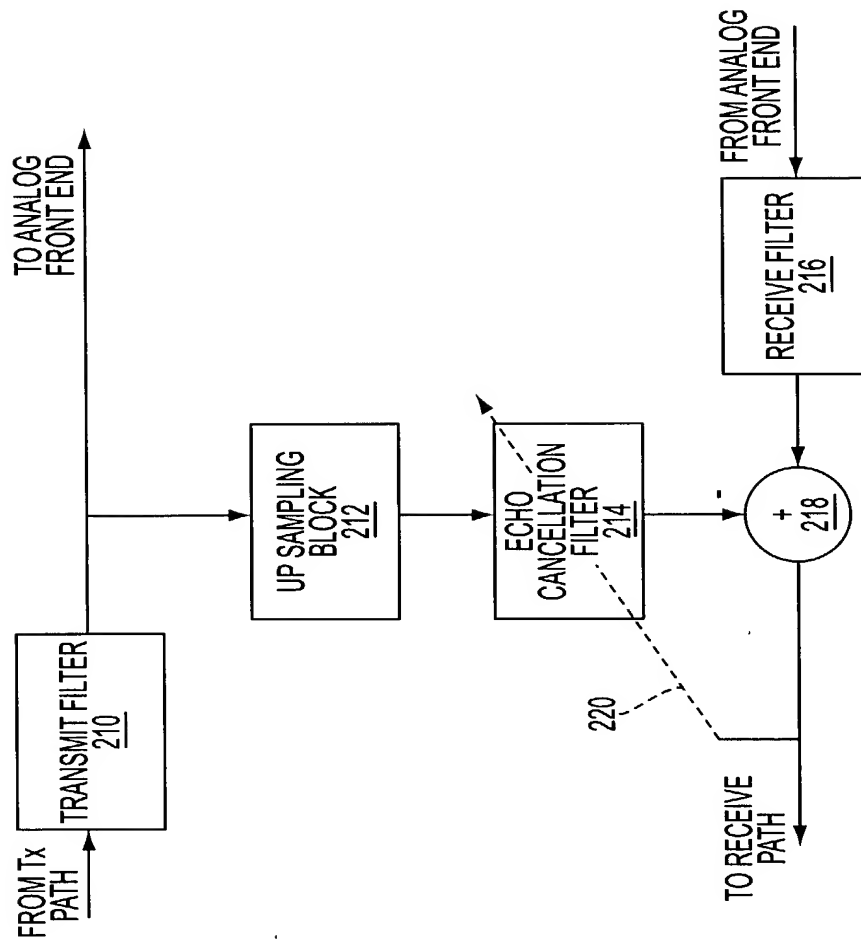 FROM Tx
PATH
TRANSMIT FILTER
210
TO ANALOG
FRONT END
UP SAMPLING
BLOCK
212
ECHO
CANCELLATION
FILTER
214
-
FROM ANALOG
FRONT END
RECEIVE FILTER
216
+
218
220
TO RECEIVE
PATH